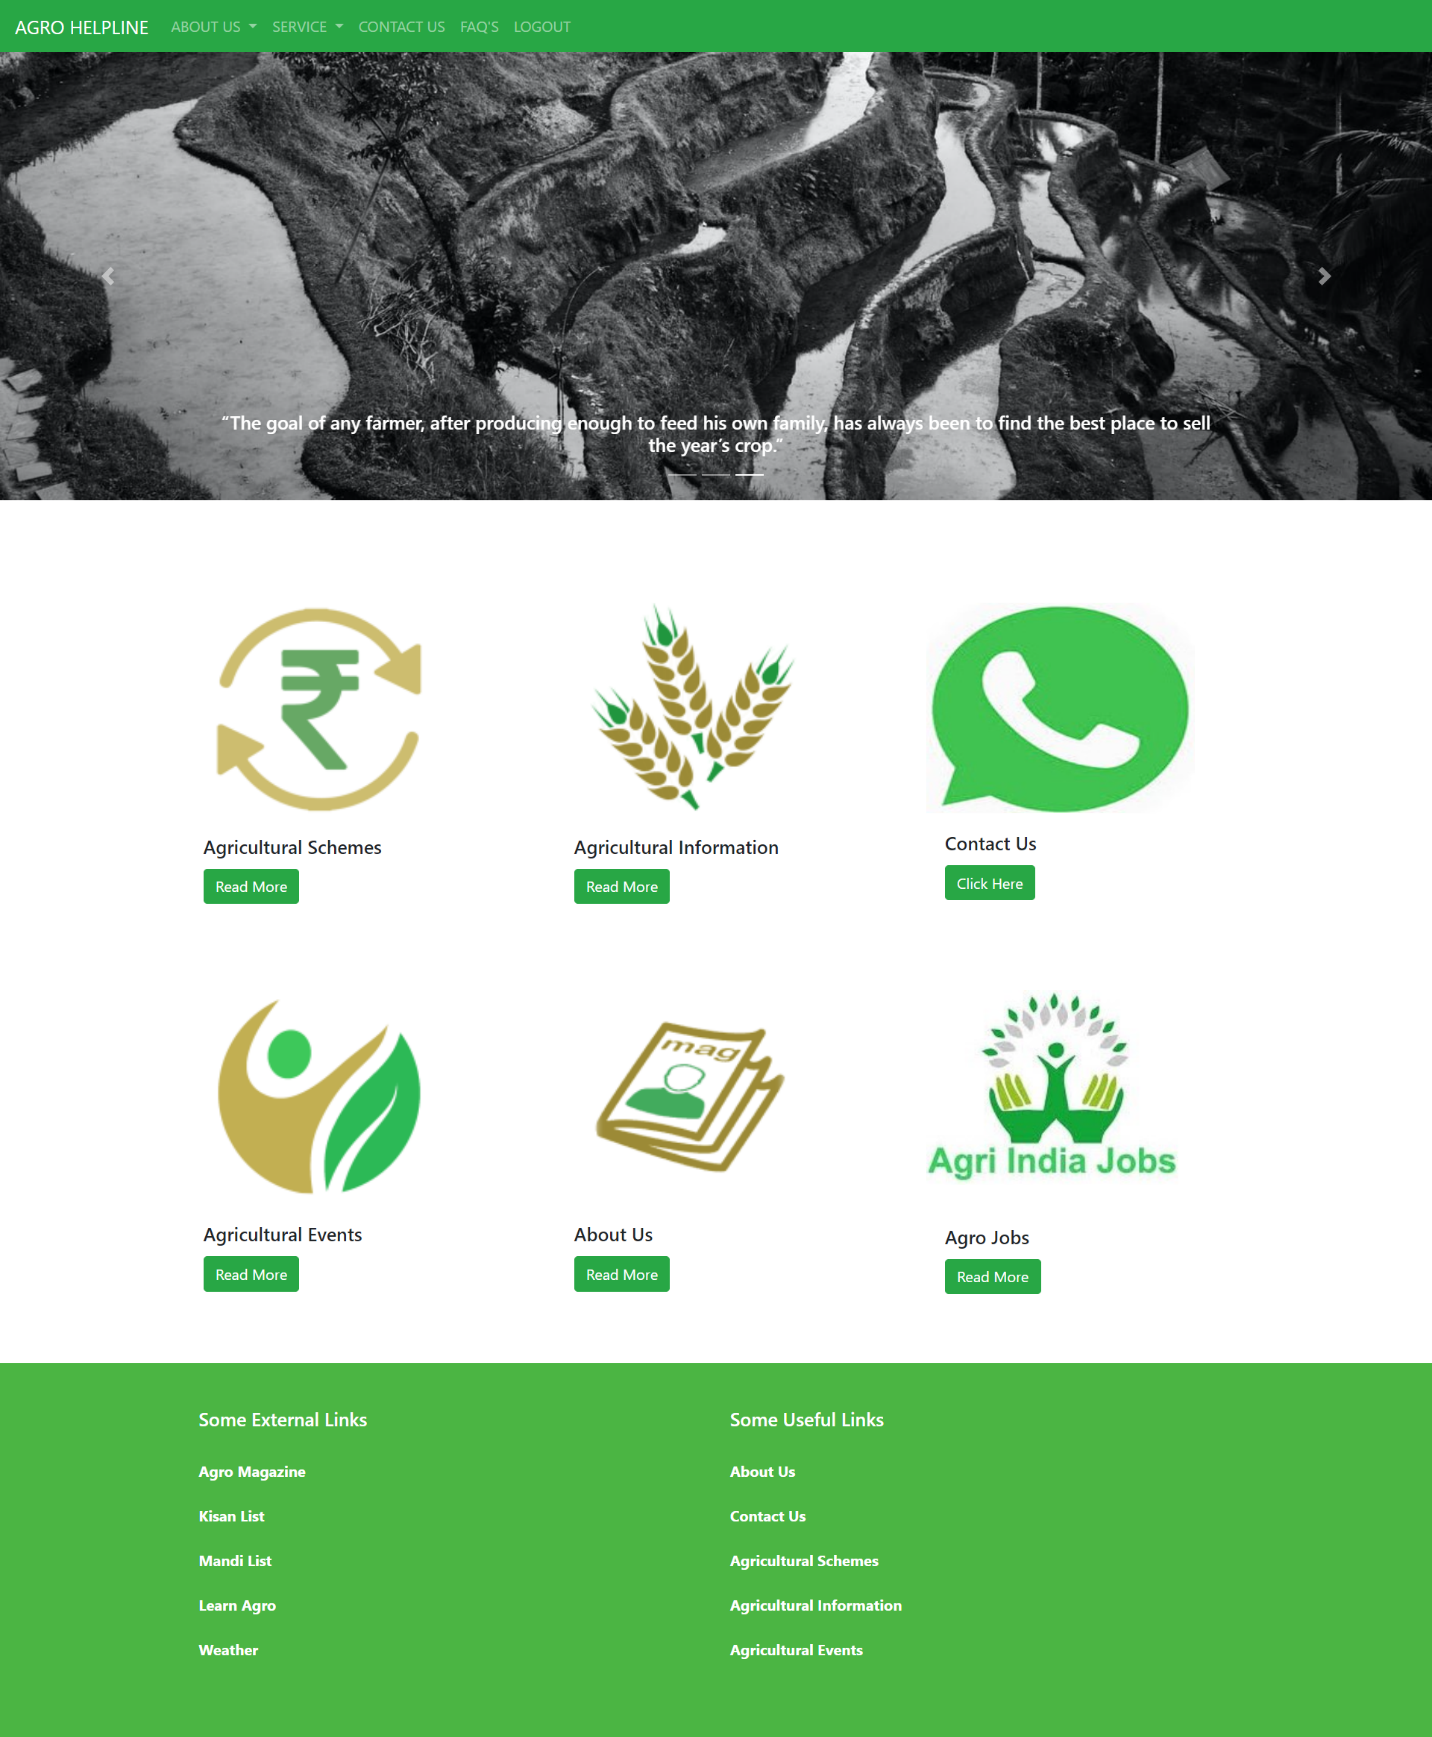 AGRO HELPLINE ABOUT US SERVICE CONTACT US FAQ'S LOGOUT
“The goal of any farmer, after producing enough to feed his own family, has always been to find the best place to sell
the year’s crop.”
Agricultural Schemes
Read More
Agricultural Information
Read More
Contact Us
Click Here
Agricultural Events
Read More
mag
About Us
Read More
Agri India Jobs
Agro Jobs
Read More
Some External Links
Agro Magazine
Kisan List
Mandi List
Learn Agro
Weather
Some Useful Links
About Us
Contact Us
Agricultural Schemes
Agricultural Information
Agricultural Events